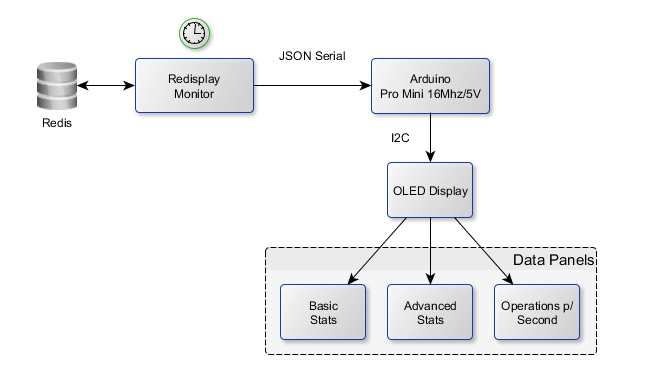 JSON Serial
Redisplay
Monitor
Arduino
Pro Mini 16Mhz/5V
Redis
I2C
OLED Display
Data Panels
Basic
Stats
Advanced
Stats
Operations p/
Second